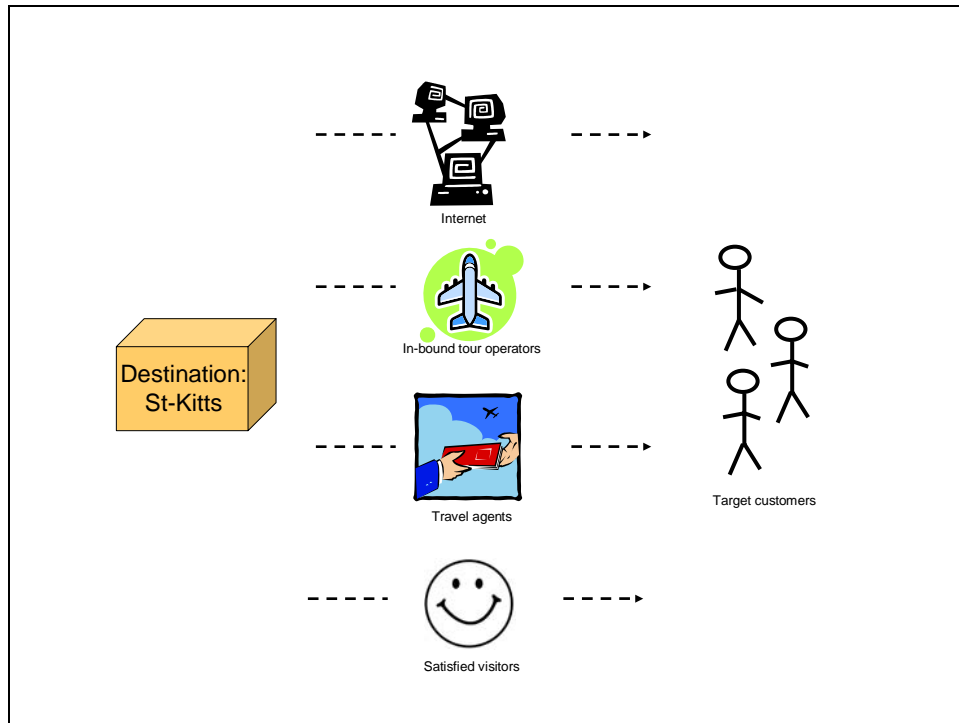 Internet
In-bound tour operators
Destination:
St-Kitts
Travel agents
Target customers
Satisfied visitors